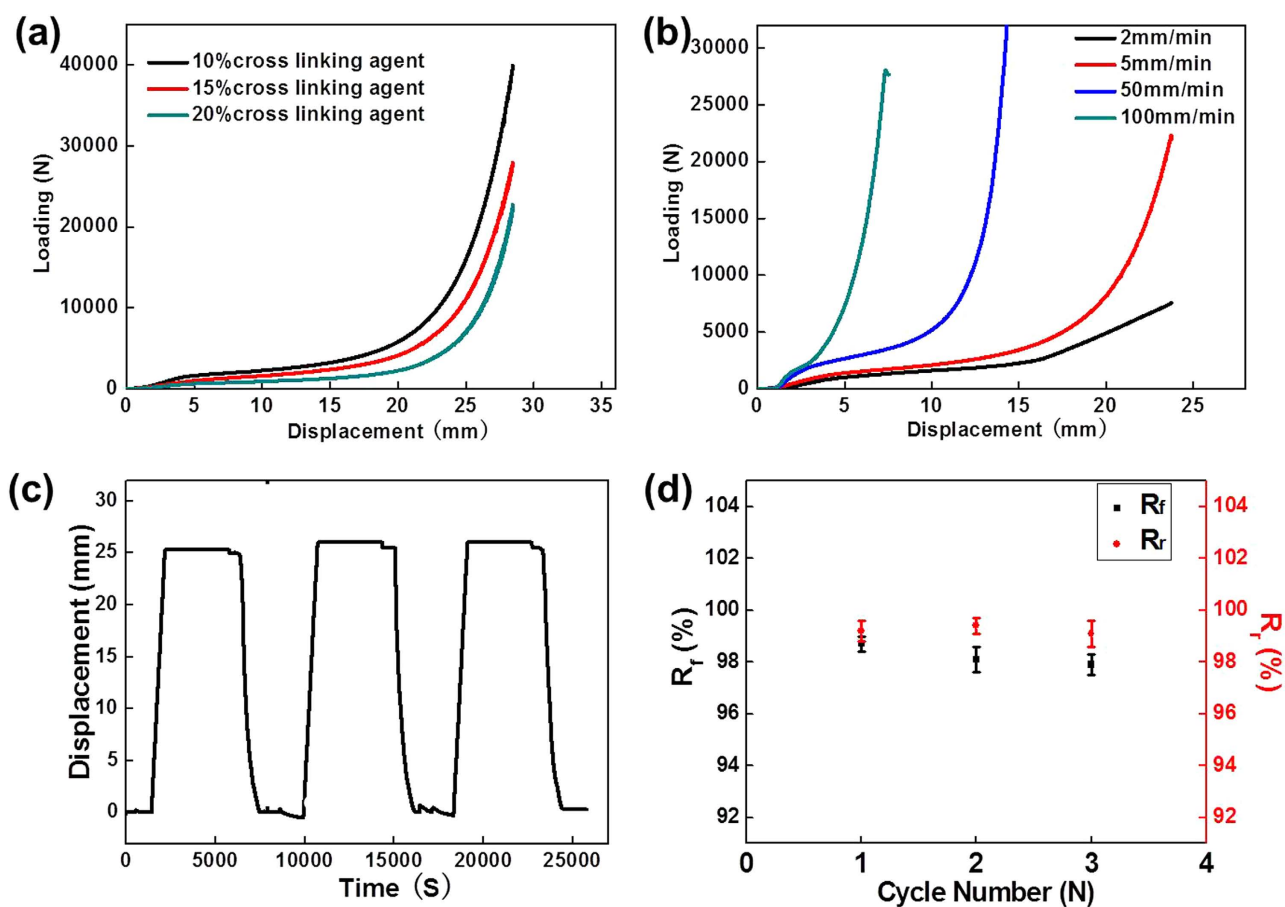 (a)
10%cross linking agent
15%cross linking agent
20%cross linking agent
Loading (N)
40000
30000
20000
10000
0
0 5 10 15 20 25 30 35
Displacement (mm)
(b)
2mm/min
5mm/min
50mm/min
100mm/min
Loading (N)
30000
25000
20000
15000
10000
5000
0
0 5 10 15 20 25
Displacement (mm)
(c)
Displacement (mm)
30
25
20
15
10
5
0
0 5000 10000 15000 20000 25000
Time (S)
(d)
Rf
Rr
Rf (%)
104
102
100
98
96
94
92
0 1 2 3 4
Cycle Number (N)
104
102
100
98
96
94
92
Rr (%)